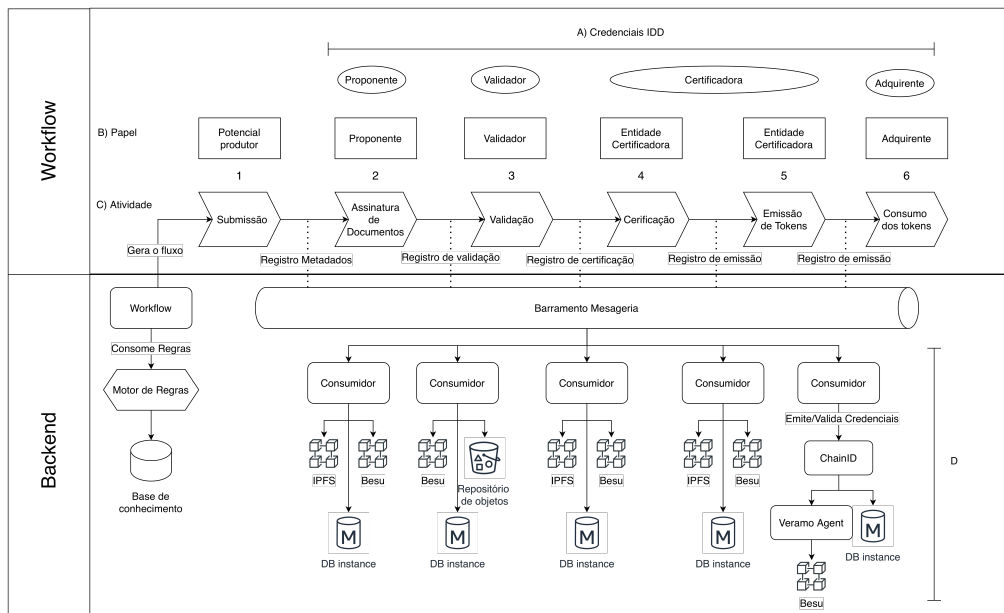 Workflow
A) Credenciais IDD
Proponente
Validador
Certificadora
Adquirente
B) Papel
Potencial
produtor
Proponente
Validador
Entidade
Certificadora
Entidade
Certificadora
Adquirente
1
2
3
4
5
6
C) Atividade
Submissão
Assinatura
de
Documentos
Validação
Cerificação
Emissão
de Tokens
Consumo
dos tokens
Gera o fluxo
Registro Metadados
Registro de validação
Registro de certificação
Registro de emissão
Registro de emissão
Backend
Workflow
Barramento Mesageria
Consome Regras
Motor de Regras
Base de
conhecimento
Consumidor
Consumidor
Consumidor
Consumidor
Consumidor
Emite/Valida Credenciais
IPFS
Besu
Besu
Repositório
de objetos
IPFS
Besu
IPFS
Besu
ChainID
D
Veramo Agent
M
DB instance
M
DB instance
M
DB instance
M
DB instance
M
DB instance
Besu